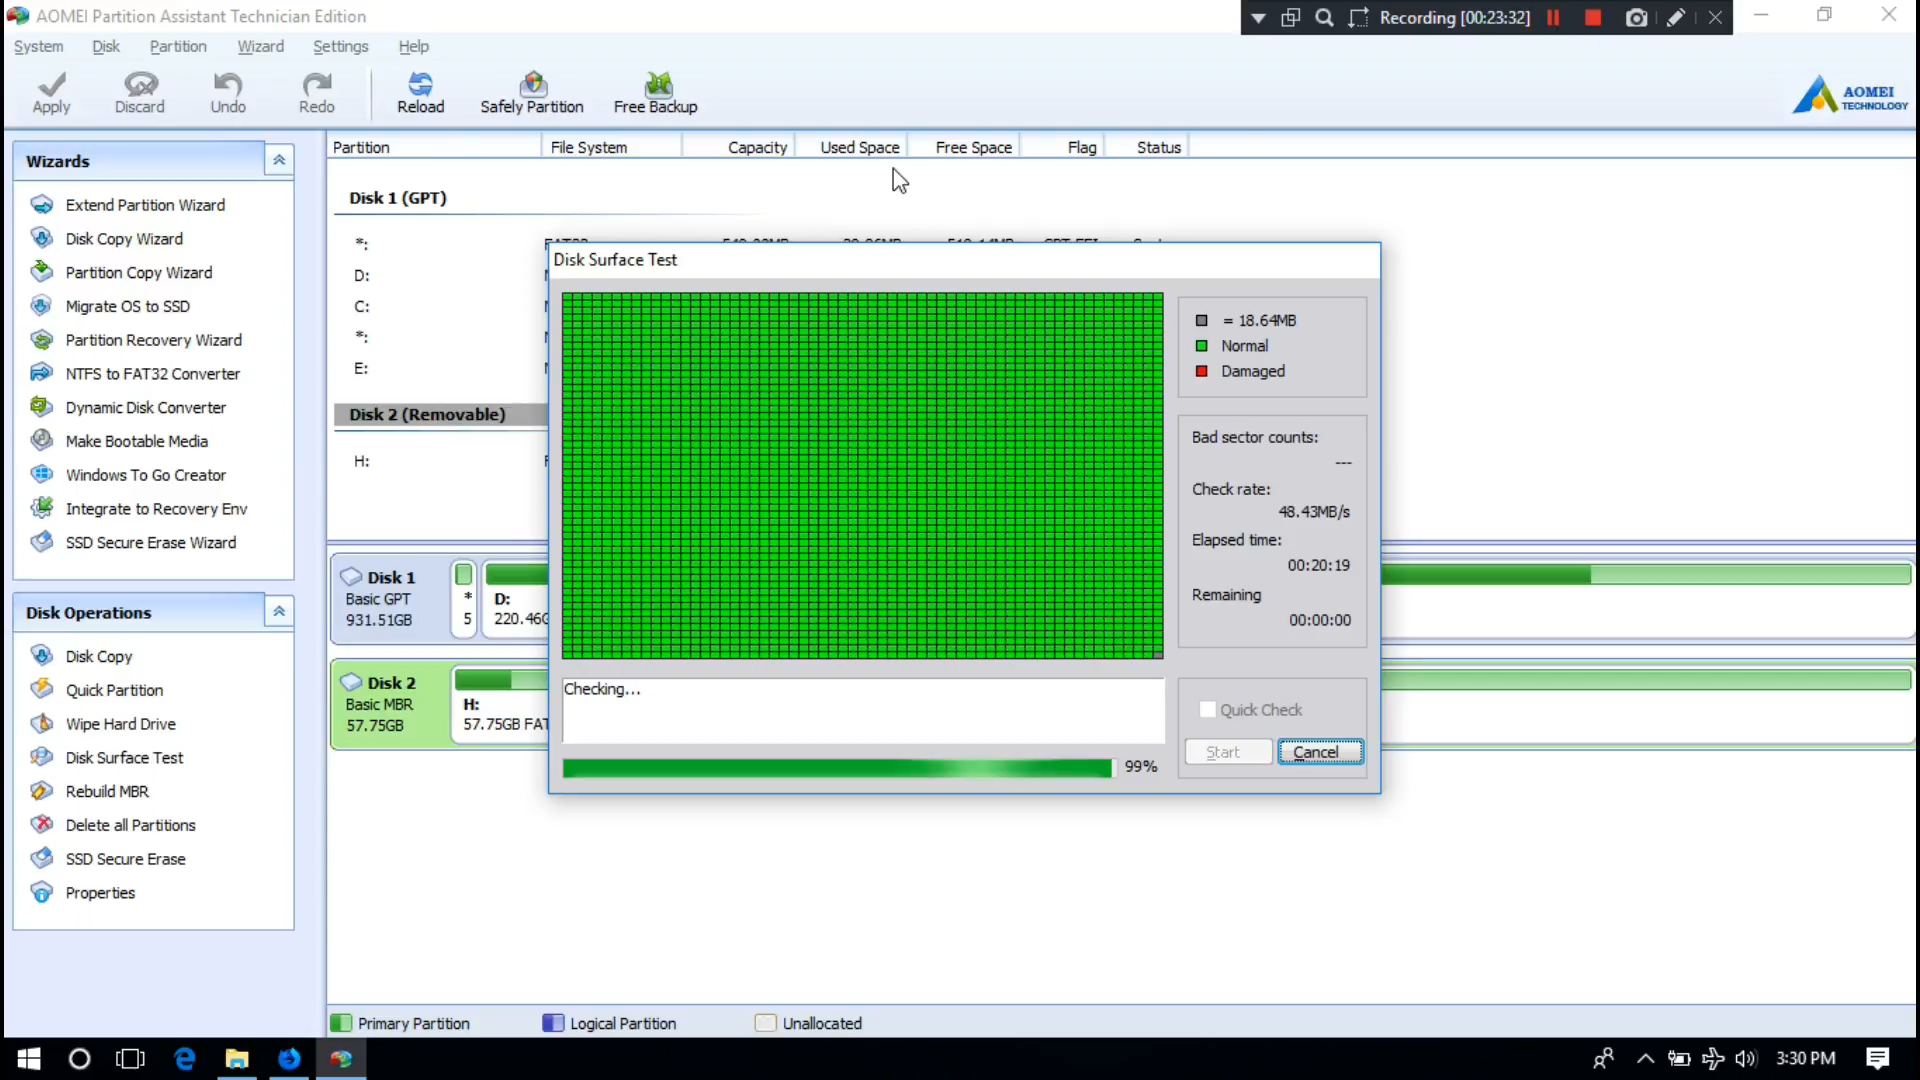 AOMEI Partition Assistant Technician Edition
Recording [00:23:32]
System Disk Partition Wizard Settings Help
Apply Discard Undo Redo Reload Safely Partition Free Backup
AOMEI
TECHNOLOGY
Wizards
Extend Partition Wizard
Disk Copy Wizard
Partition Copy Wizard
Migrate OS to SSD
Partition Recovery Wizard
NTFS to FAT32 Converter
Dynamic Disk Converter
Make Bootable Media
Windows To Go Creator
Integrate to Recovery Env
SSD Secure Erase Wizard
Disk Operations
Disk Copy
Quick Partition
Wipe Hard Drive
Disk Surface Test
Rebuild MBR
Delete all Partitions
SSD Secure Erase
Properties
Partition File System Capacity Used Space Free Space Flag Status
Disk 1 (GPT)
*:
D:
C:
*:
E:
Disk 2 (Removable)
H:
Disk Surface Test
= 18.64MB
Normal
Damaged
Bad sector counts:
---
Check rate:
48.43MB/s
Elapsed time:
00:20:19
Remaining
00:00:00
Checking...
99%
Quick Check
Start Cancel
Disk 1
Basic GPT
931.51GB
*
5
D:
220.46G
Disk 2
Basic MBR
57.75GB
H:
57.75GB FAT
Primary Partition Logical Partition Unallocated
3:30 PM